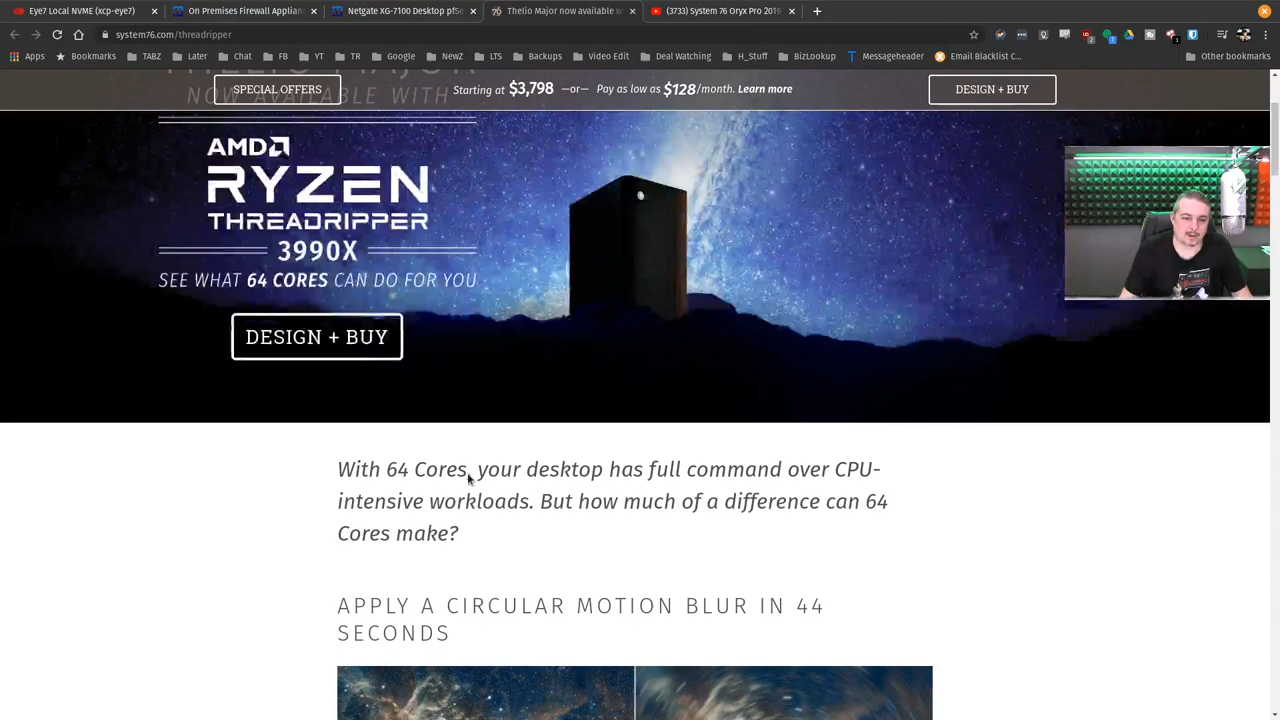 Eye7 Local NVME (xcp-eye7)
On Premises Firewall Applian
Netgate XG-7100 Desktop pfSe
Thelio Major now available w
(3733) System 76 Oryx Pro 2019
system76.com/threadripper
Apps Bookmarks TABZ Later Chat FB YT TR Google NewZ LTS Backups Video Edit Deal Watching H_Stuff BizLookup Messageheader Email Blacklist C... Other bookmarks
THELIO MAJOR
SPECIAL OFFERS
Starting at $3,798 —or— Pay as low as $128/month. Learn more
DESIGN + BUY
NOW AVAILABLE WITH
AMD
RYZEN
THREADRIPPER
3990X
SEE WHAT 64 CORES CAN DO FOR YOU
DESIGN + BUY
With 64 Cores, your desktop has full command over CPU-
intensive workloads. But how much of a difference can 64
Cores make?
APPLY A CIRCULAR MOTION BLUR IN 44
SECONDS